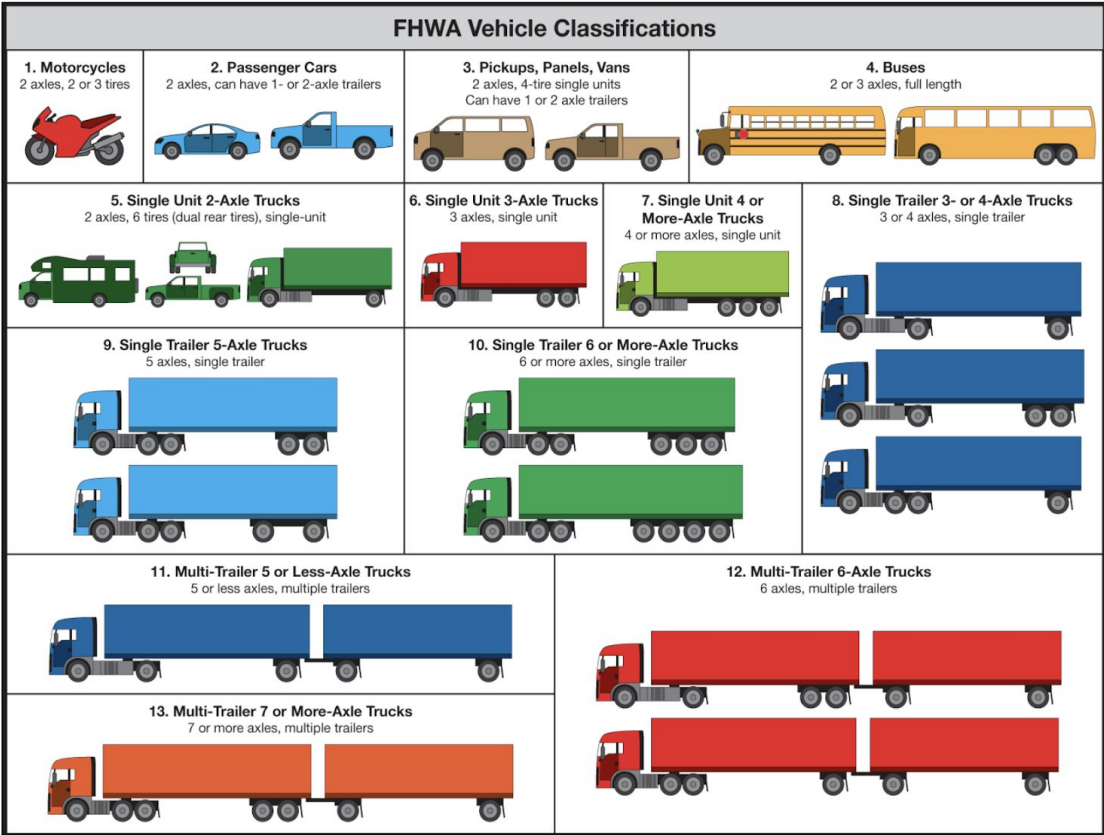 FHWA Vehicle Classifications
1. Motorcycles
2 axles, 2 or 3 tires
2. Passenger Cars
2 axles, can have 1- or 2-axle trailers
3. Pickups, Panels, Vans
2 axles, 4-tire single units
Can have 1 or 2 axle trailers
4. Buses
2 or 3 axles, full length
5. Single Unit 2-Axle Trucks
2 axles, 6 tires (dual rear tires), single-unit
6. Single Unit 3-Axle Trucks
3 axles, single unit
7. Single Unit 4 or
More-Axle Trucks
4 or more axles, single unit
8. Single Trailer 3- or 4-Axle Trucks
3 or 4 axles, single trailer
9. Single Trailer 5-Axle Trucks
5 axles, single trailer
10. Single Trailer 6 or More-Axle Trucks
6 or more axles, single trailer
11. Multi-Trailer 5 or Less-Axle Trucks
5 or less axles, multiple trailers
12. Multi-Trailer 6-Axle Trucks
6 axles, multiple trailers
13. Multi-Trailer 7 or More-Axle Trucks
7 or more axles, multiple trailers